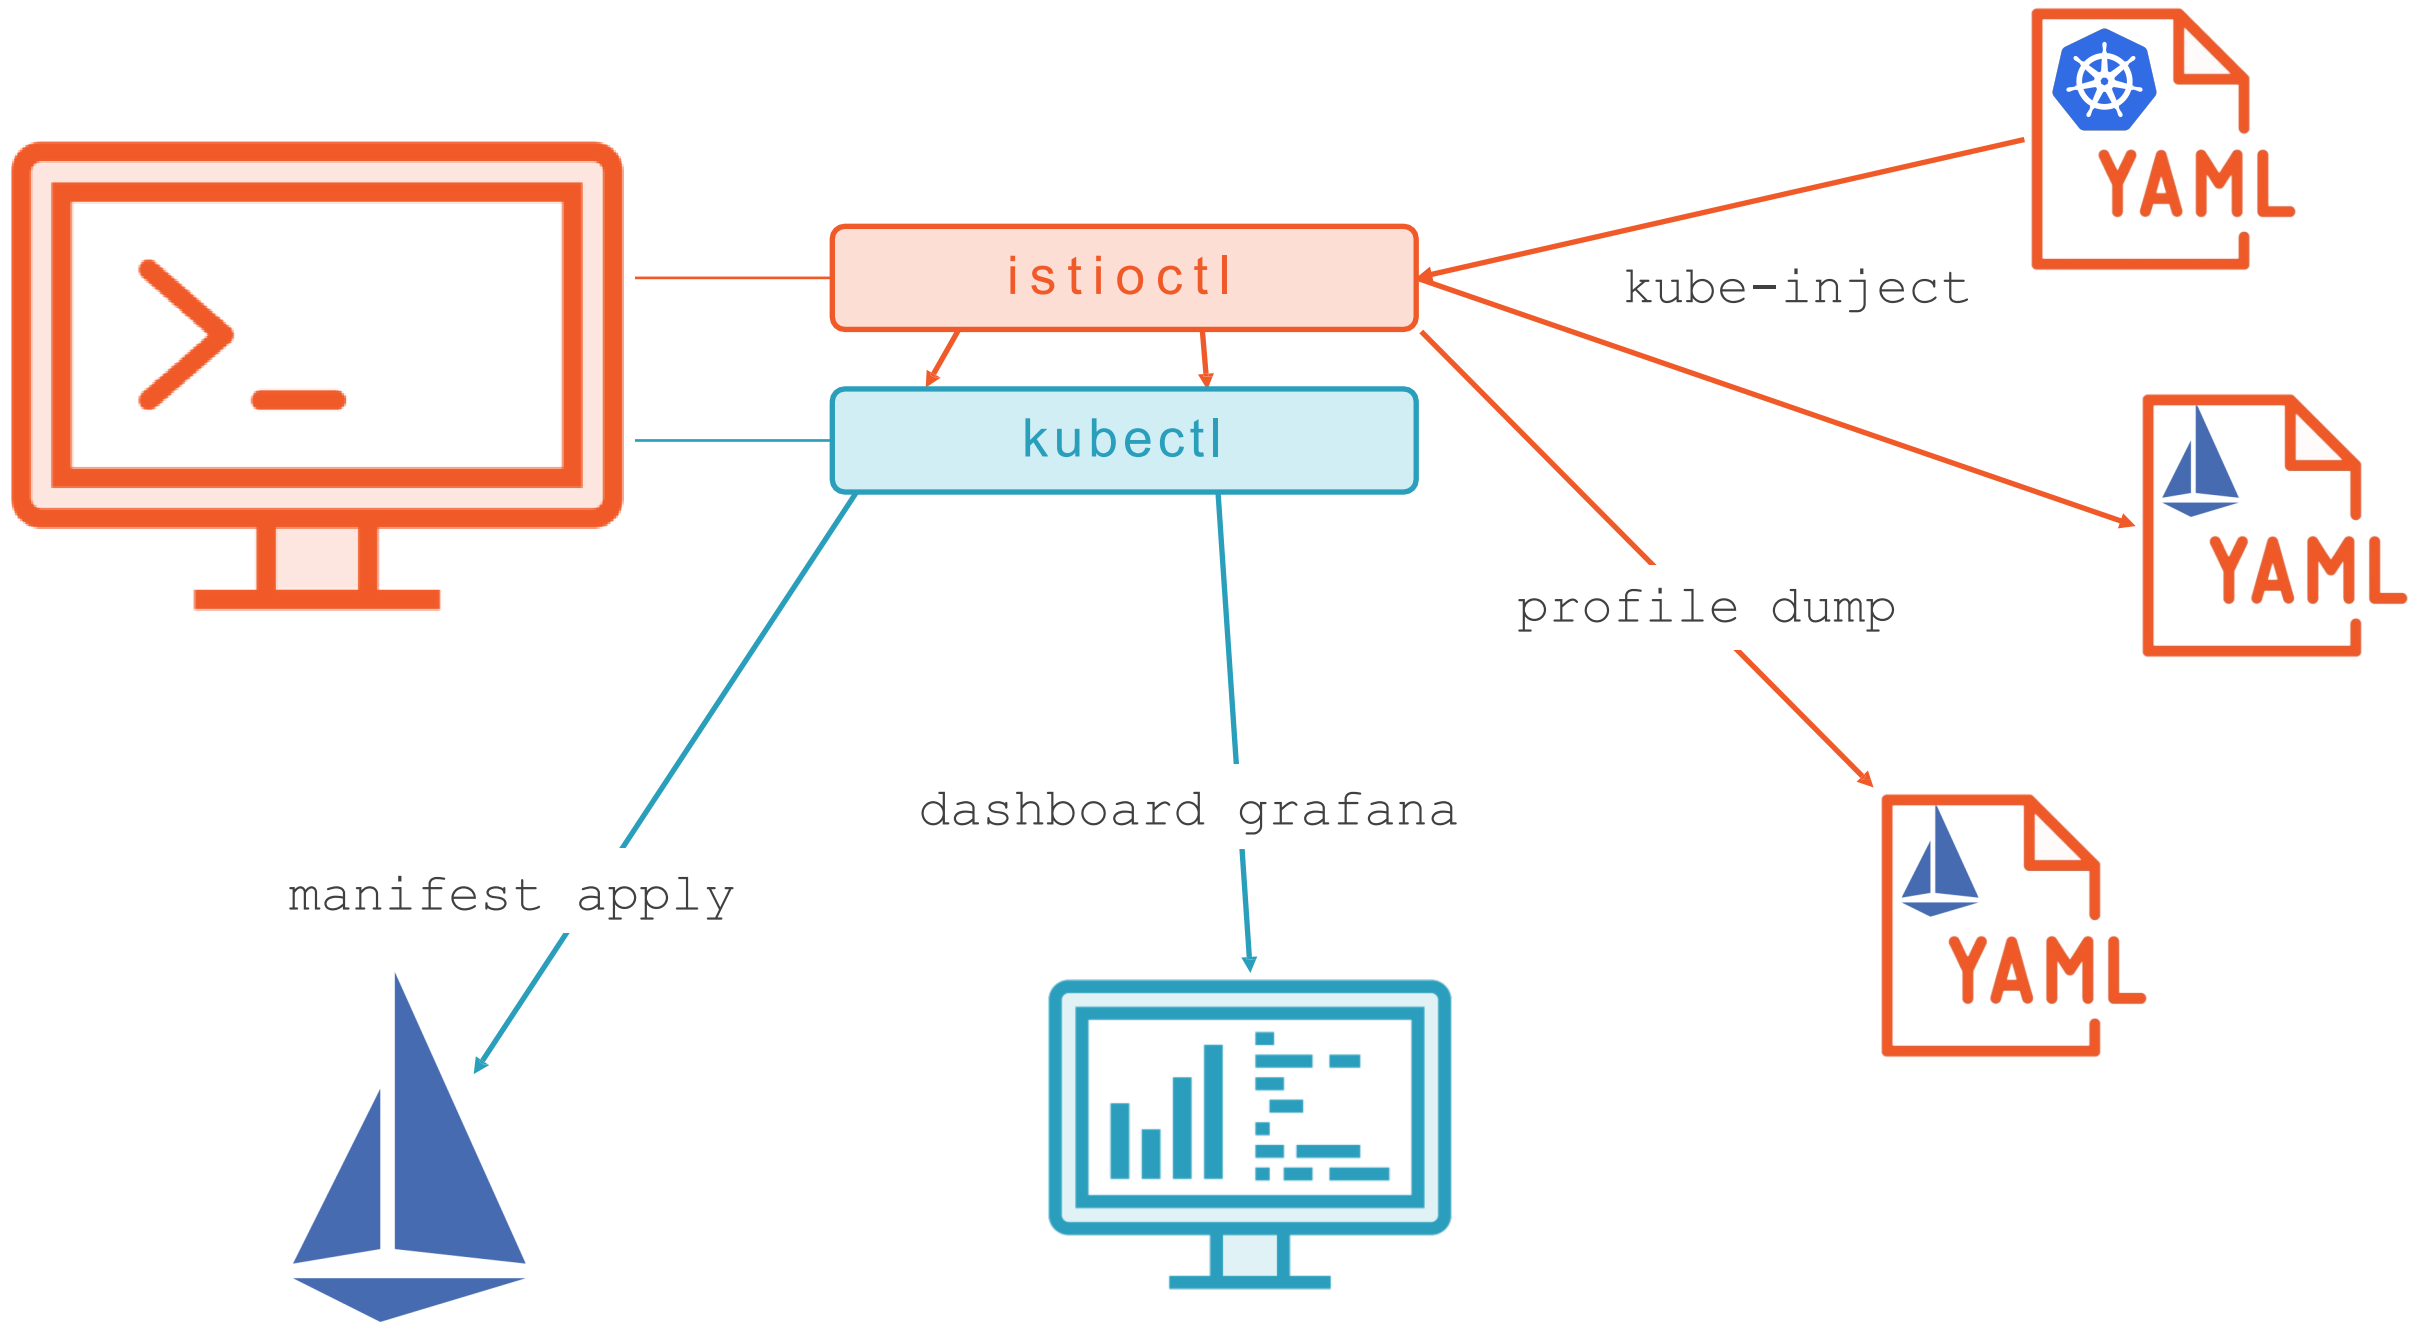 YAML
istioctl
kube-inject
kubectl
YAML
profile dump
dashboard grafana
manifest apply
YAML